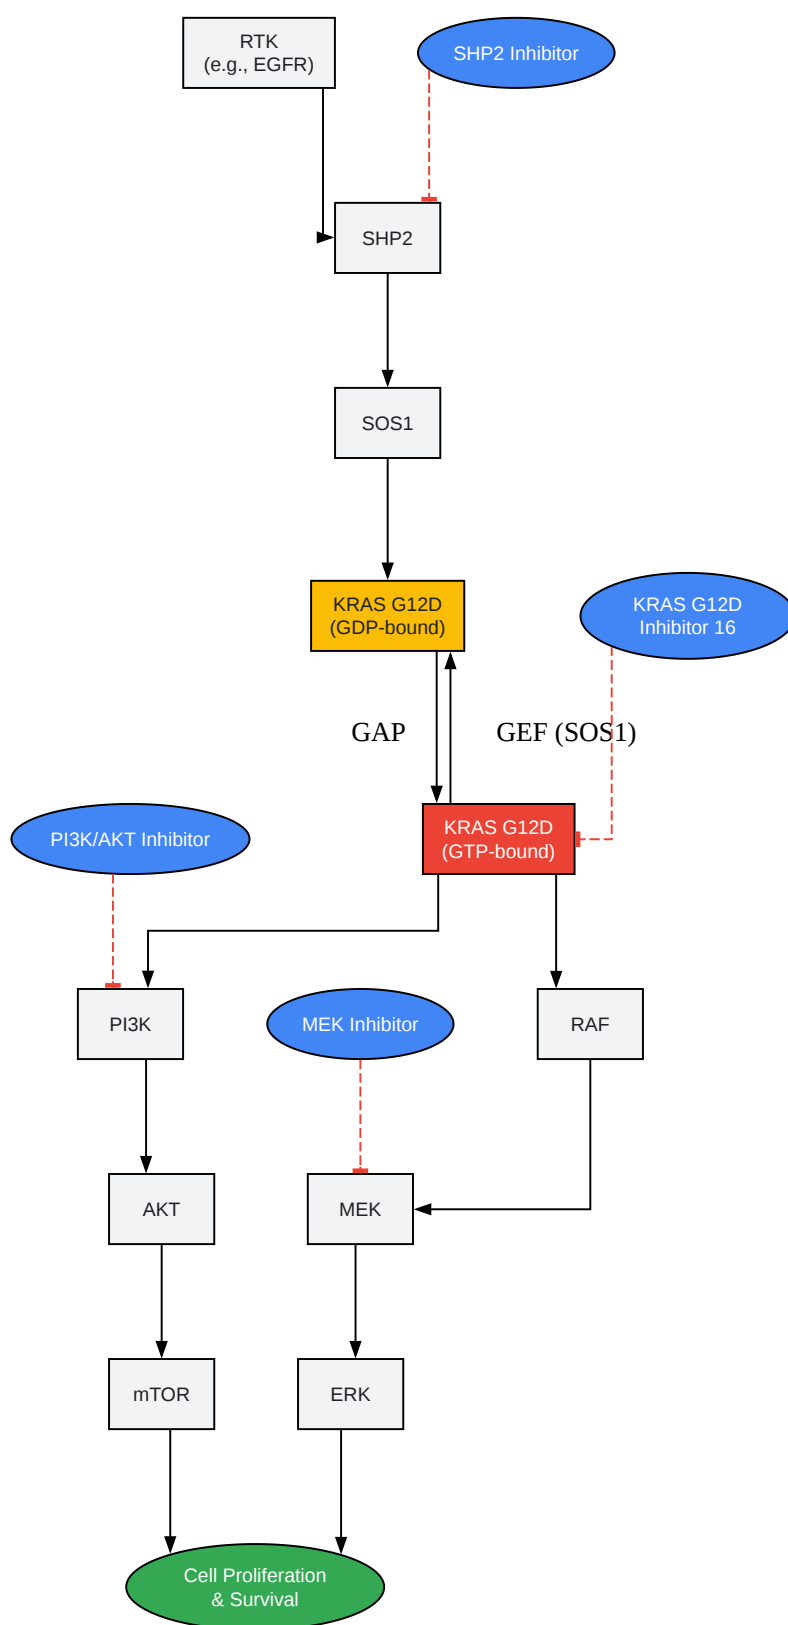 RTK
(e.g., EGFR)
SHP2 Inhibitor
SHP2
SOS1
KRAS G12D
(GDP-bound)
KRAS G12D
Inhibitor 16
GAP
GEF (SOS1)
KRAS G12D
(GTP-bound)
PI3K/AKT Inhibitor
PI3K
MEK Inhibitor
RAF
AKT
MEK
mTOR
ERK
Cell Proliferation
& Survival